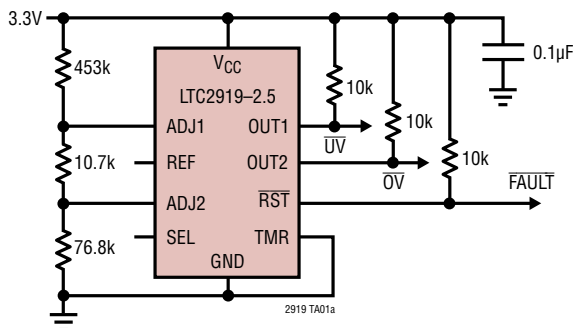 3.3V
453k
10.7k
76.8k
VCC
LTC2919–2.5
ADJ1
REF
ADJ2
SEL
OUT1
OUT2
RST
TMR
GND
10k
10k
10k
UV
OV
FAULT
0.1µF
2919 TA01a